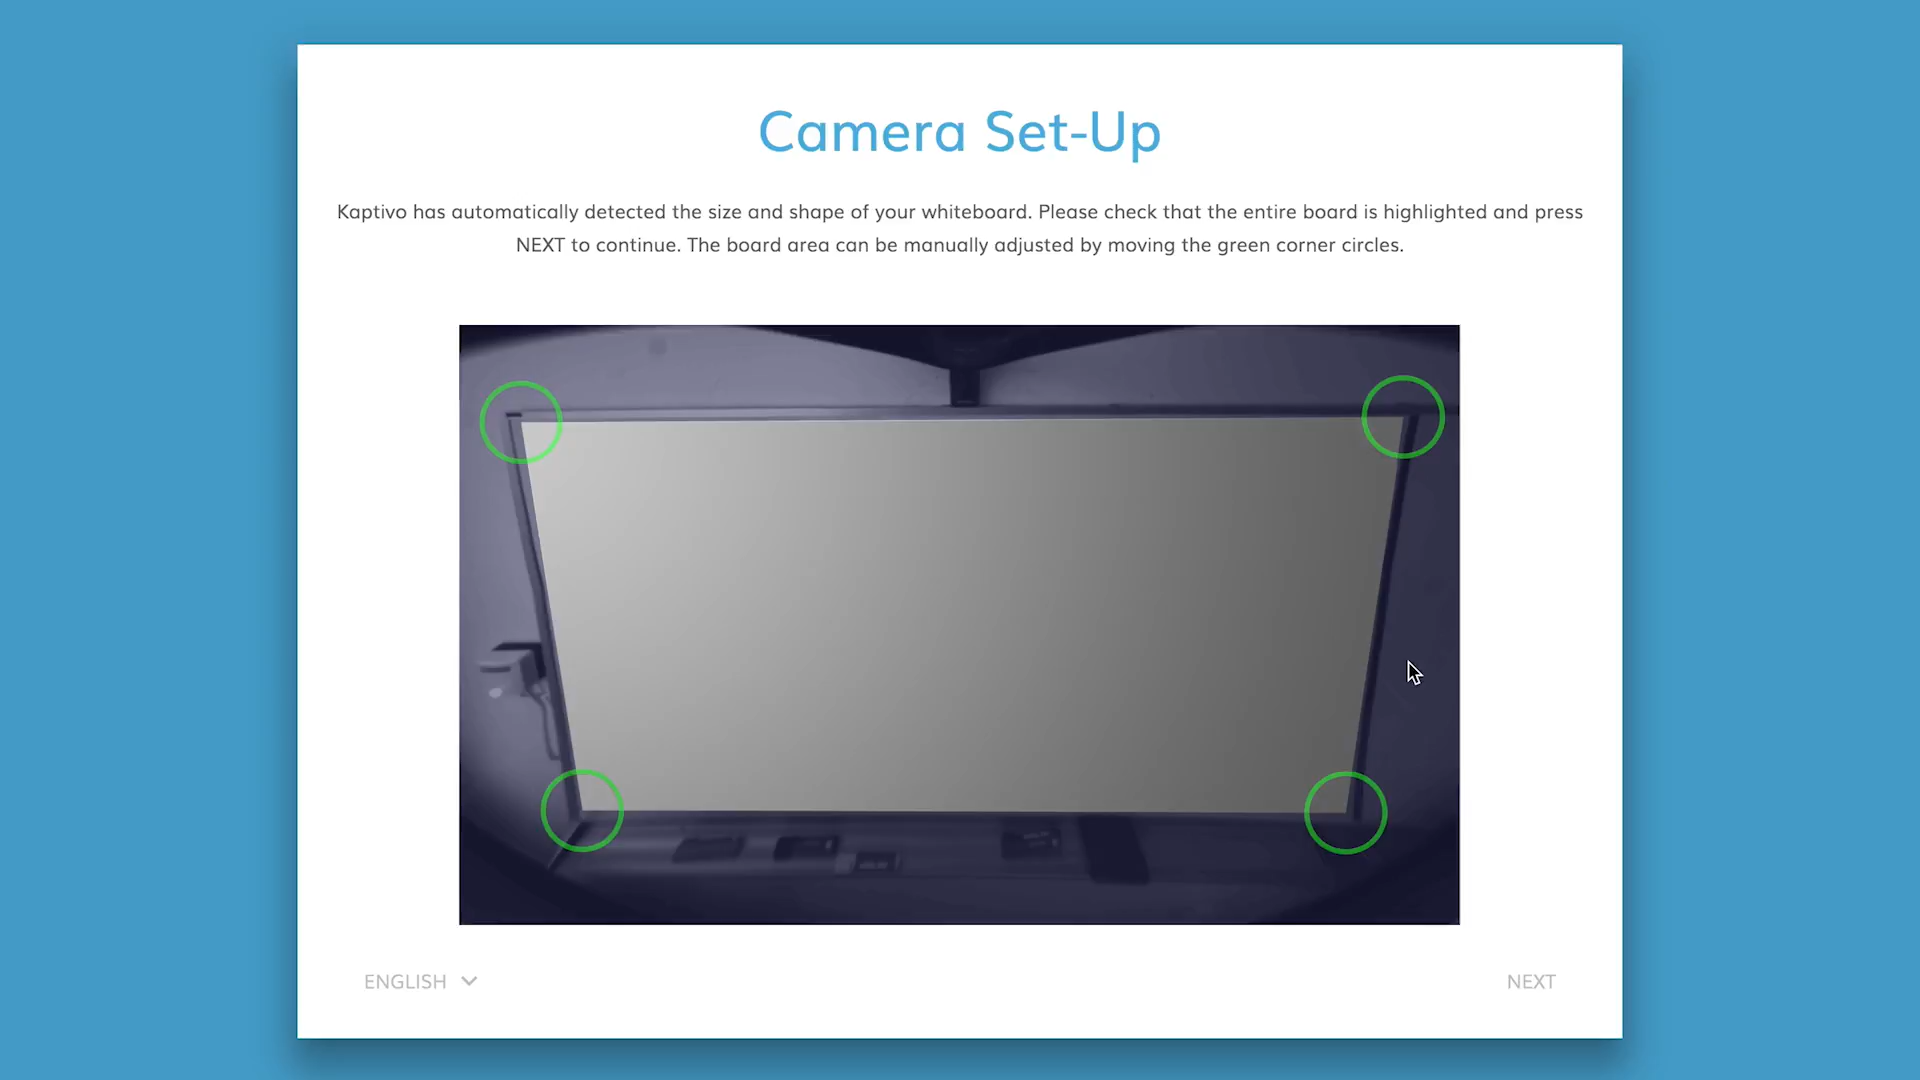 Camera Set-Up
Kaptivo has automatically detected the size and shape of your whiteboard. Please check that the entire board is highlighted and press
NEXT to continue. The board area can be manually adjusted by moving the green corner circles.
ENGLISH
NEXT